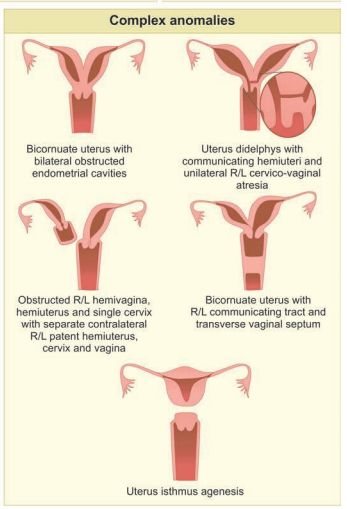 Complex anomalies
Bicornuate uterus with
bilateral obstructed
endometrial cavities
Uterus didelphys with
communicating hemiuteri and
unilateral R/L cervico-vaginal
atresia
Obstructed R/L hemivagina,
hemiuterus and single cervix
with separate contralateral
R/L patent hemiuterus,
cervix and vagina
Bicornuate uterus with
R/L communicating tract and
transverse vaginal septum
Uterus isthmus agenesis